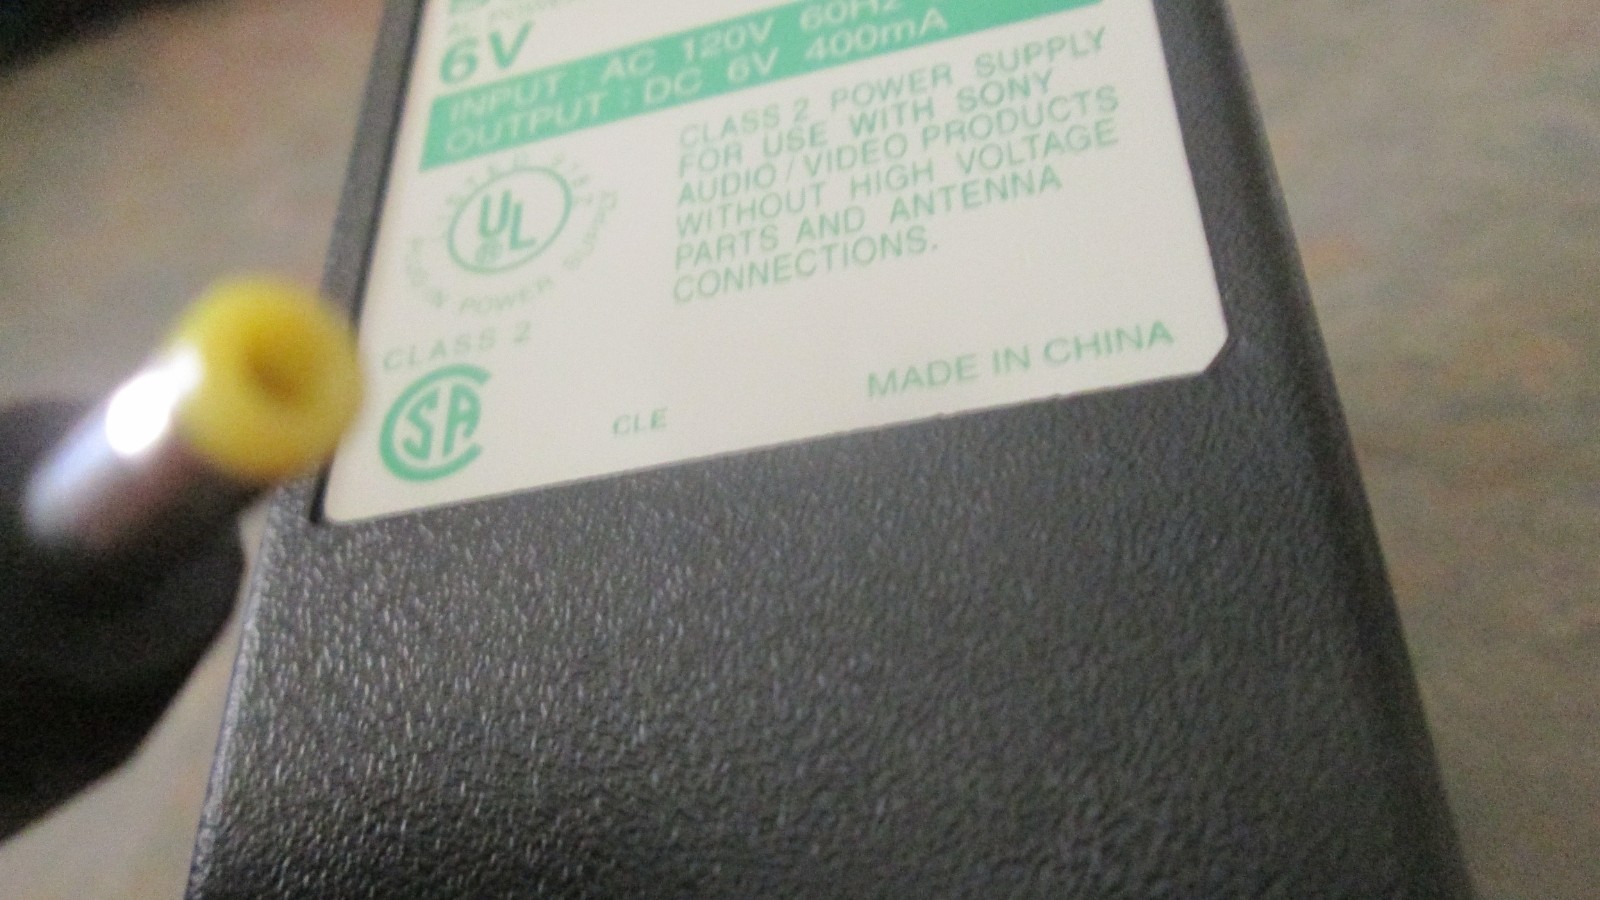 6V
INPUT : AC 120V 60Hz
OUTPUT : DC 6V 400mA
CLASS 2 POWER SUPPLY
FOR USE WITH SONY
AUDIO/VIDEO PRODUCTS
WITHOUT HIGH VOLTAGE
PARTS AND ANTENNA
CONNECTIONS.
UL
POWER
CLASS 2
SA
CLE
MADE IN CHINA